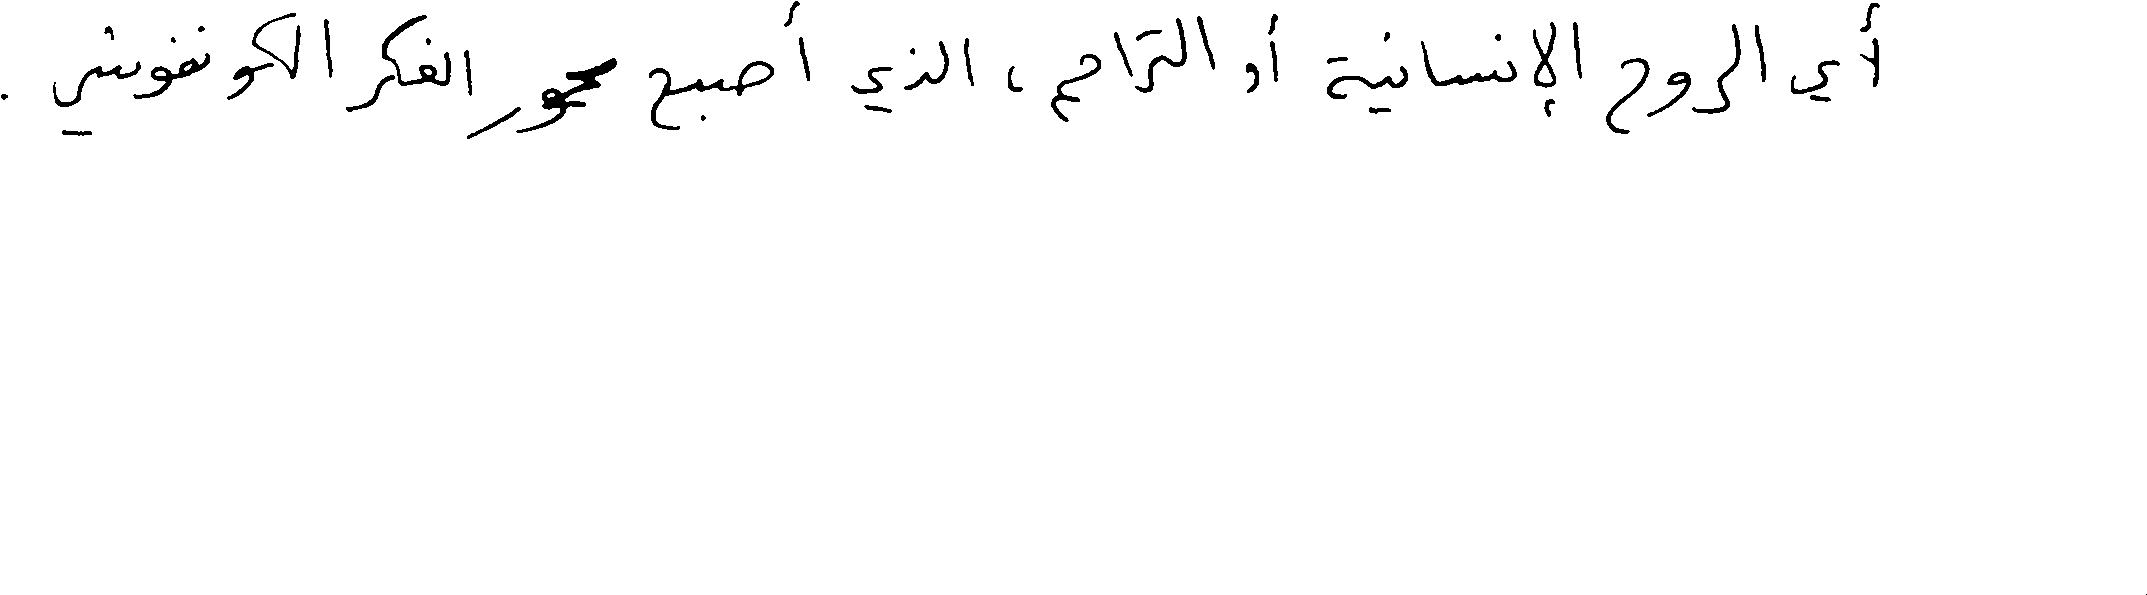 أي الروح الإنسانية أو التراحم، الذي أصبح محور الفكر الكونفوشي.